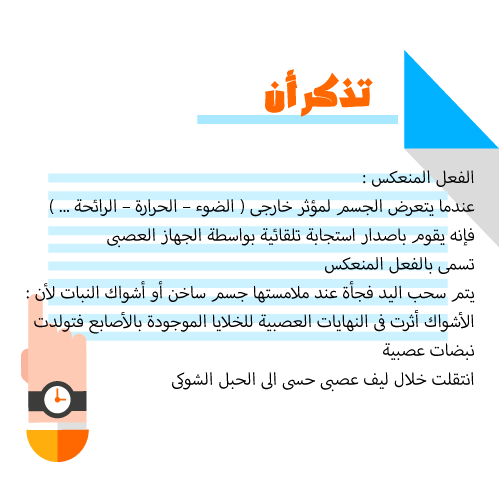 تذكر أن
الفعل المنعكس :
عندما يتعرض الجسم لمؤثر خارجى ( الضوء – الحرارة – الرائحة ... )
فإنه يقوم باصدار استجابة تلقائية بواسطة الجهاز العصبى
تسمى بالفعل المنعكس
يتم سحب اليد فجأة عند ملامستها جسم ساخن أو أشواك النبات لأن :
الأشواك أثرت فى النهايات العصبية للخلايا الموجودة بالأصابع فتولدت
نبضات عصبية
انتقلت خلال ليف عصبى حسى الى الحبل الشوكى